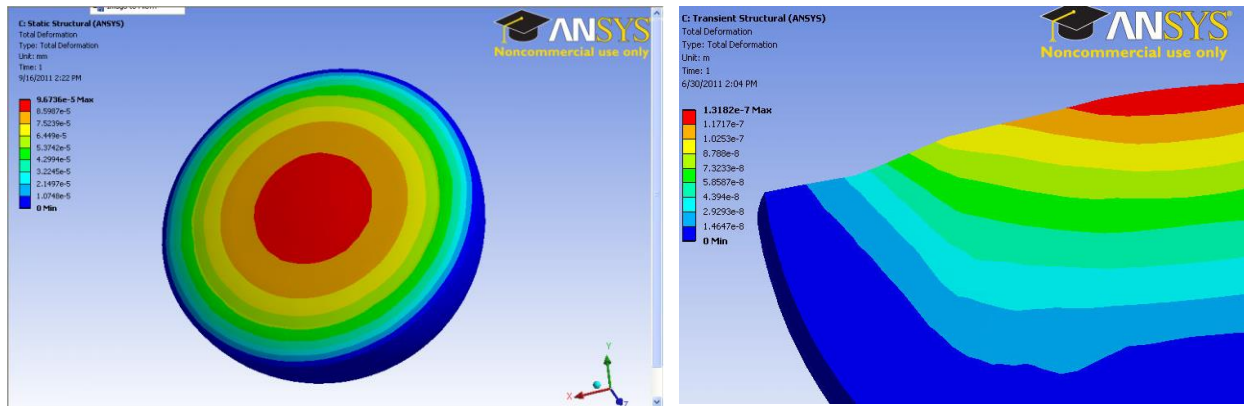 C: Static Structural (ANSYS)
Total Deformation
Type: Total Deformation
Unit: mm
Time: 1
9/16/2011 2:22 PM
9.6736e-5 Max
8.5987e-5
7.5239e-5
6.449e-5
5.3742e-5
4.2994e-5
3.2245e-5
2.1497e-5
1.0748e-5
0 Min
ANSYS
Noncommercial use only
Y
X
Z
C: Transient Structural (ANSYS)
Total Deformation
Type: Total Deformation
Unit: m
Time: 1
6/30/2011 2:04 PM
1.3182e-7 Max
1.1717e-7
1.0253e-7
8.788e-8
7.3233e-8
5.8587e-8
4.394e-8
2.9293e-8
1.4647e-8
0 Min
ANSYS
Noncommercial use only